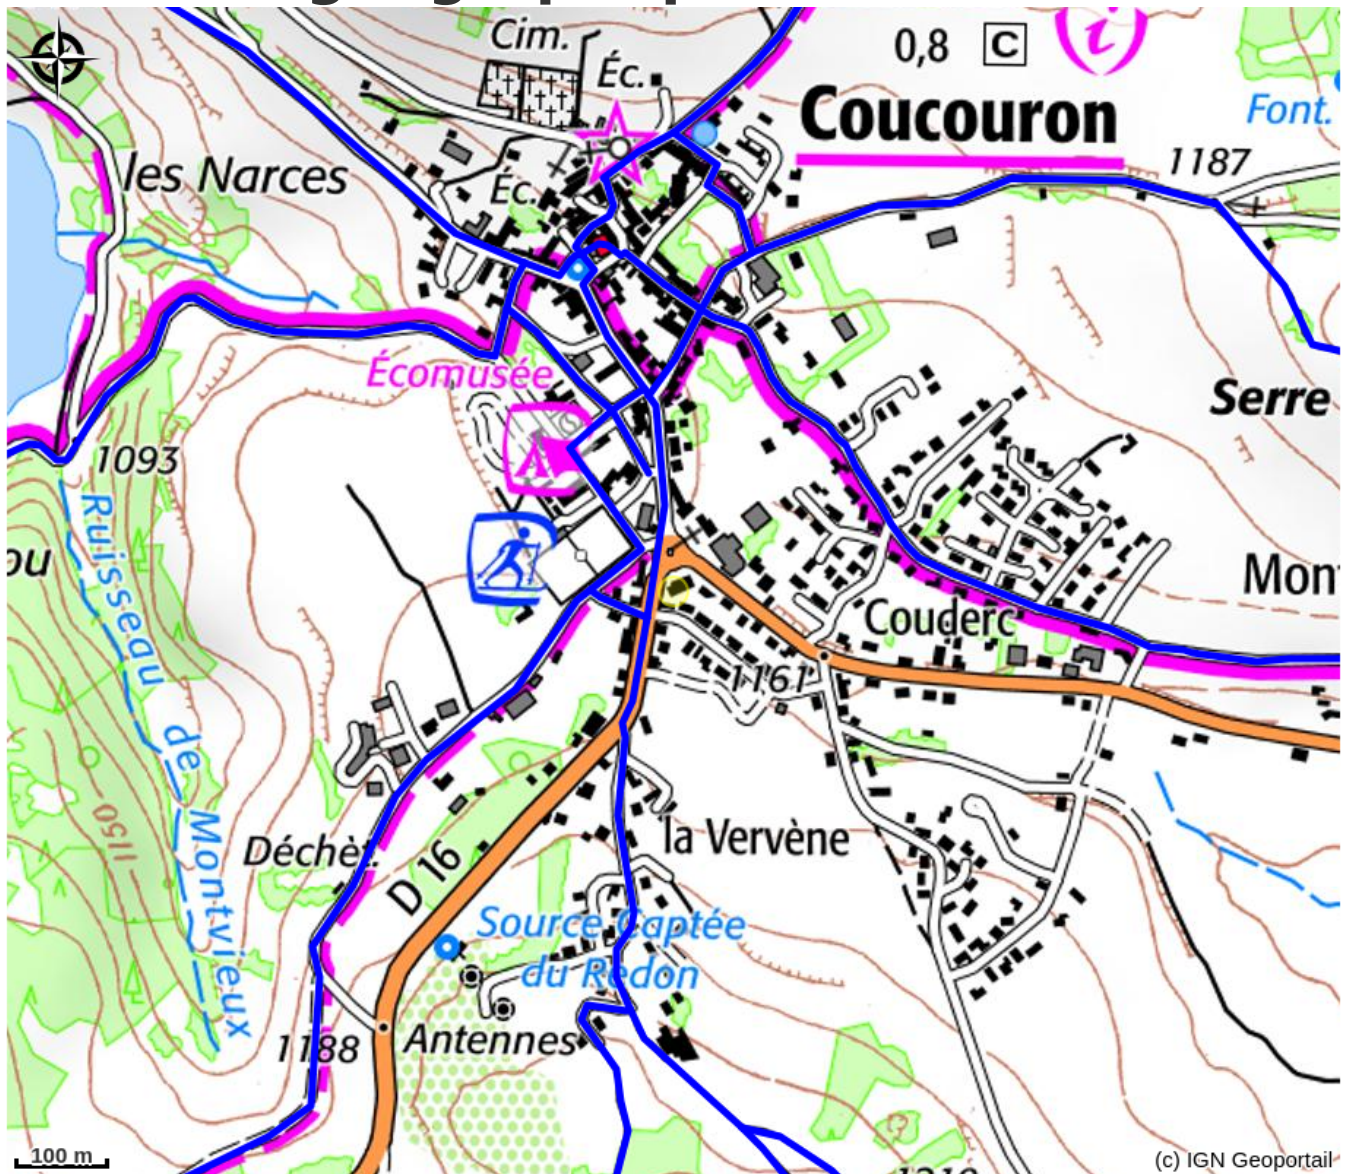 Cim.
Éc.
0,8 C
i
Coucouron
Font.
1187
les Narces
Éc.
Écomusée
Serre
1093
Ruisseau de Montvieux
ou
Mon
Couderc
1161
1150
la Vervène
Déchèt.
D 16
Source Captée
du Redon
1188
Antennes
100 m
(c) IGN Geoportail